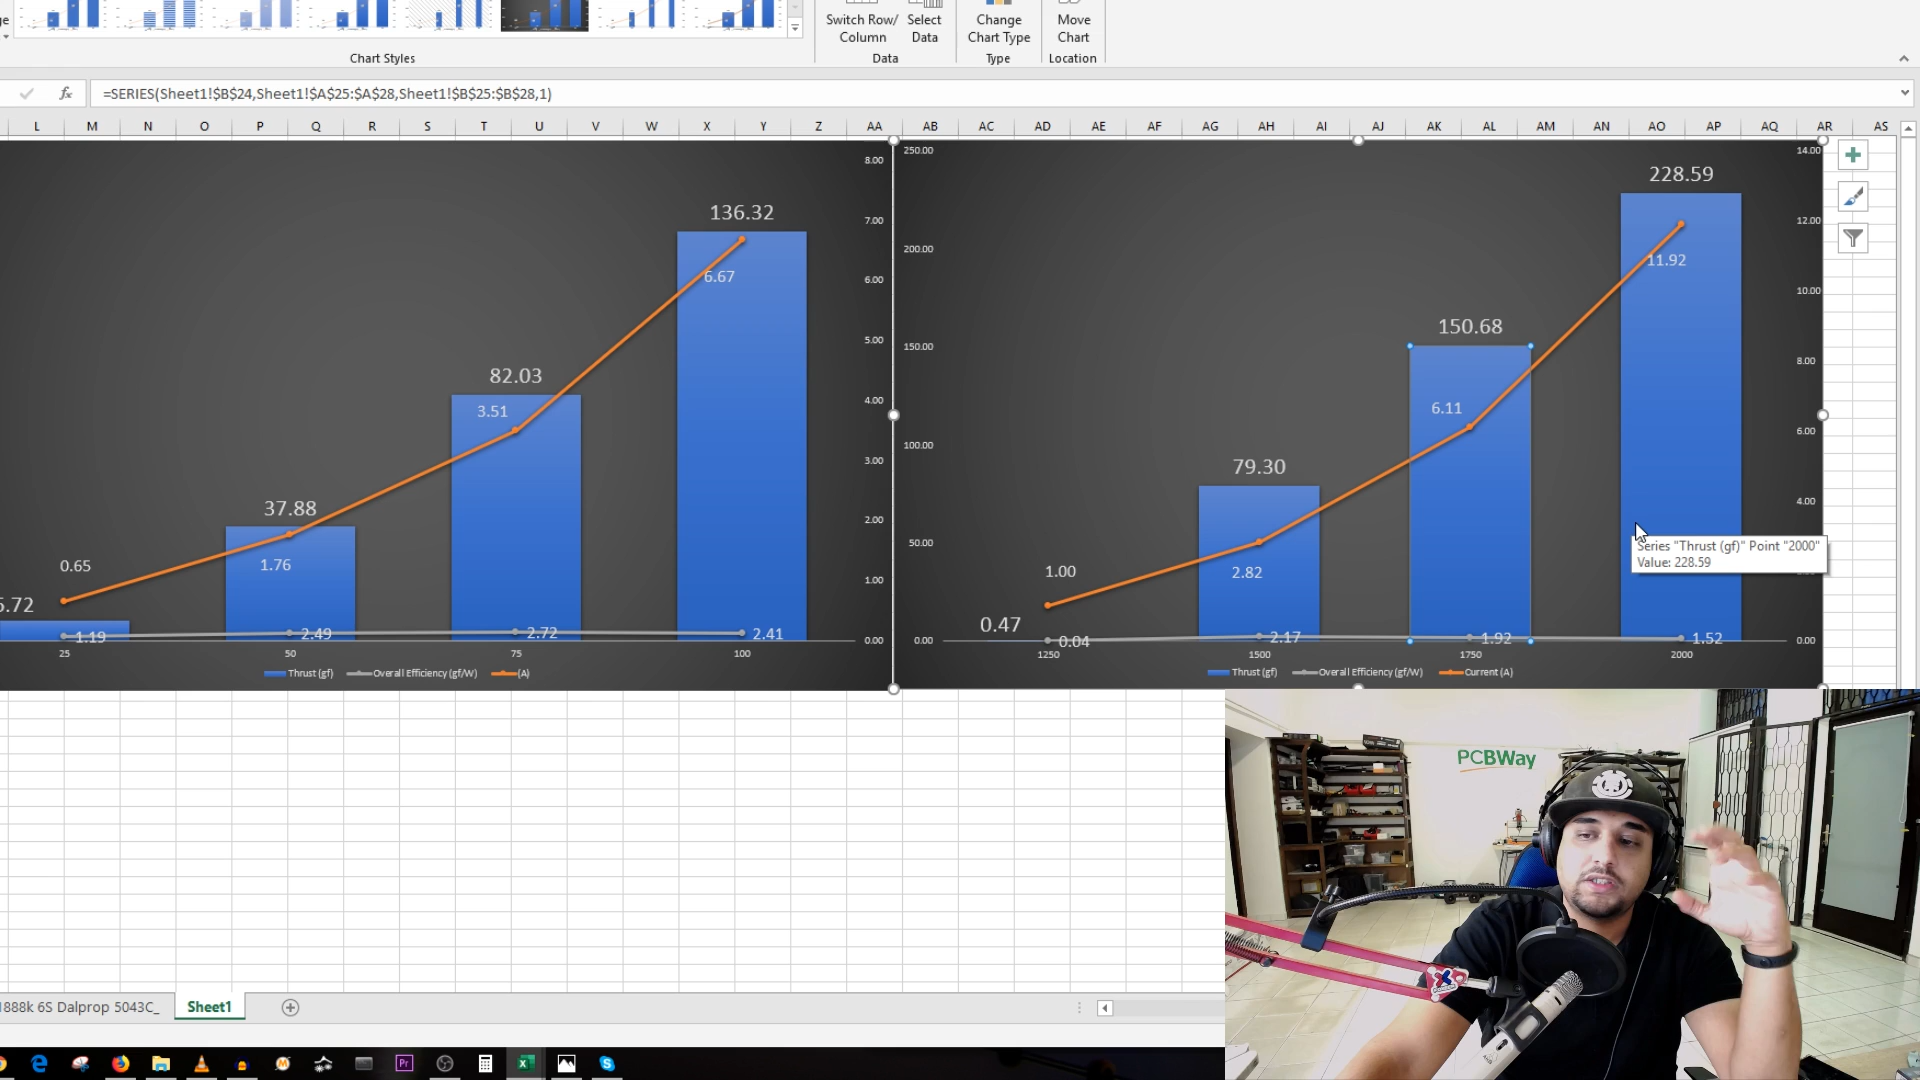 Switch Row/
Column
Select
Data
Change
Chart Type
Move
Chart
Chart Styles
Data
Type
Location
fx
=SERIES(Sheet1!$B$24,Sheet1!$A$25:$A$28,Sheet1!$B$25:$B$28,1)
L M N O P Q R S T U V W X Y Z AA AB AC AD AE AF AG AH AI AJ AK AL AM AN AO AP AQ AR AS
8.00
7.00
6.00
5.00
4.00
3.00
2.00
1.00
0.00
136.32
6.67
82.03
3.51
37.88
1.76
0.65
5.72
1.19
2.49
2.72
2.41
25 50 75 100
Thrust (gf) Overall Efficiency (gf/W) (A)
250.00
200.00
150.00
100.00
50.00
0.00
14.00
12.00
10.00
8.00
6.00
4.00
0.00
228.59
11.92
150.68
6.11
79.30
2.82
1.00
0.47
0.04
2.17
1.92
1.52
1250 1500 1750 2000
Thrust (gf) Overall Efficiency (gf/W) Current (A)
Series "Thrust (gf)" Point "2000"
Value: 228.59
PCBWay
1888k 6S Dalprop 5043C_
Sheet1
Pr